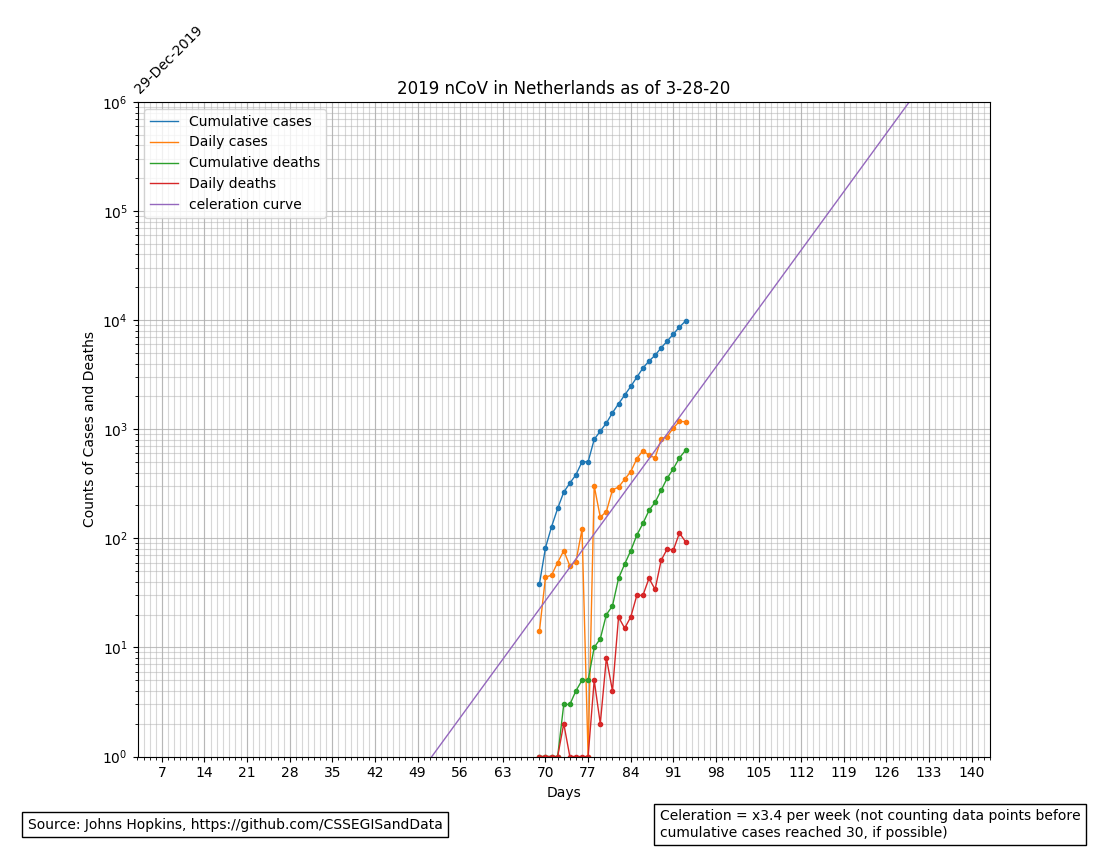 29-Dec-2019
2019 nCoV in Netherlands as of 3-28-20
Cumulative cases
Daily cases
Cumulative deaths
Daily deaths
celeration curve
10^6
10^5
10^4
10^3
10^2
10^1
10^0
Counts of Cases and Deaths
7 14 21 28 35 42 49 56 63 70 77 84 91 98 105 112 119 126 133 140
Days
Source: Johns Hopkins, https://github.com/CSSEGISandData
Celeration = x3.4 per week (not counting data points before
cumulative cases reached 30, if possible)